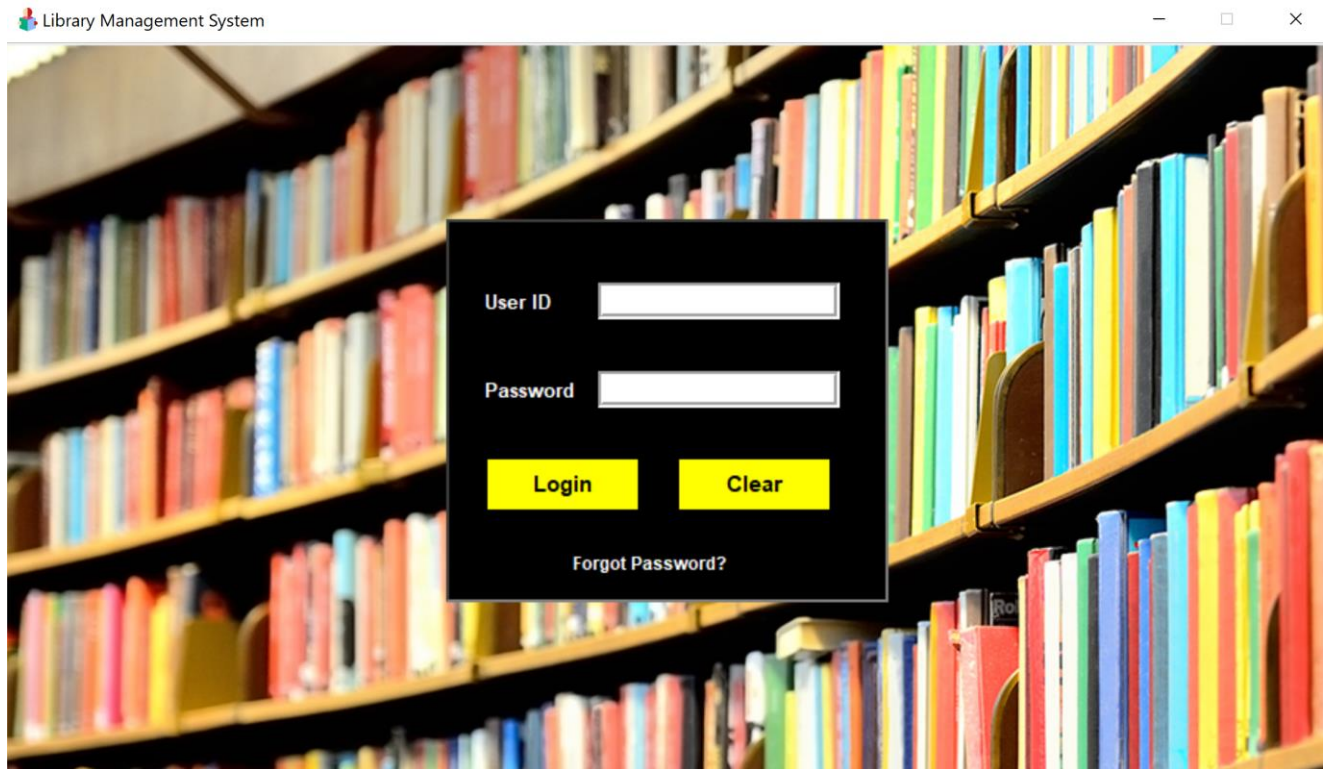 Library Management System
User ID
Password
Login Clear
Forgot Password?